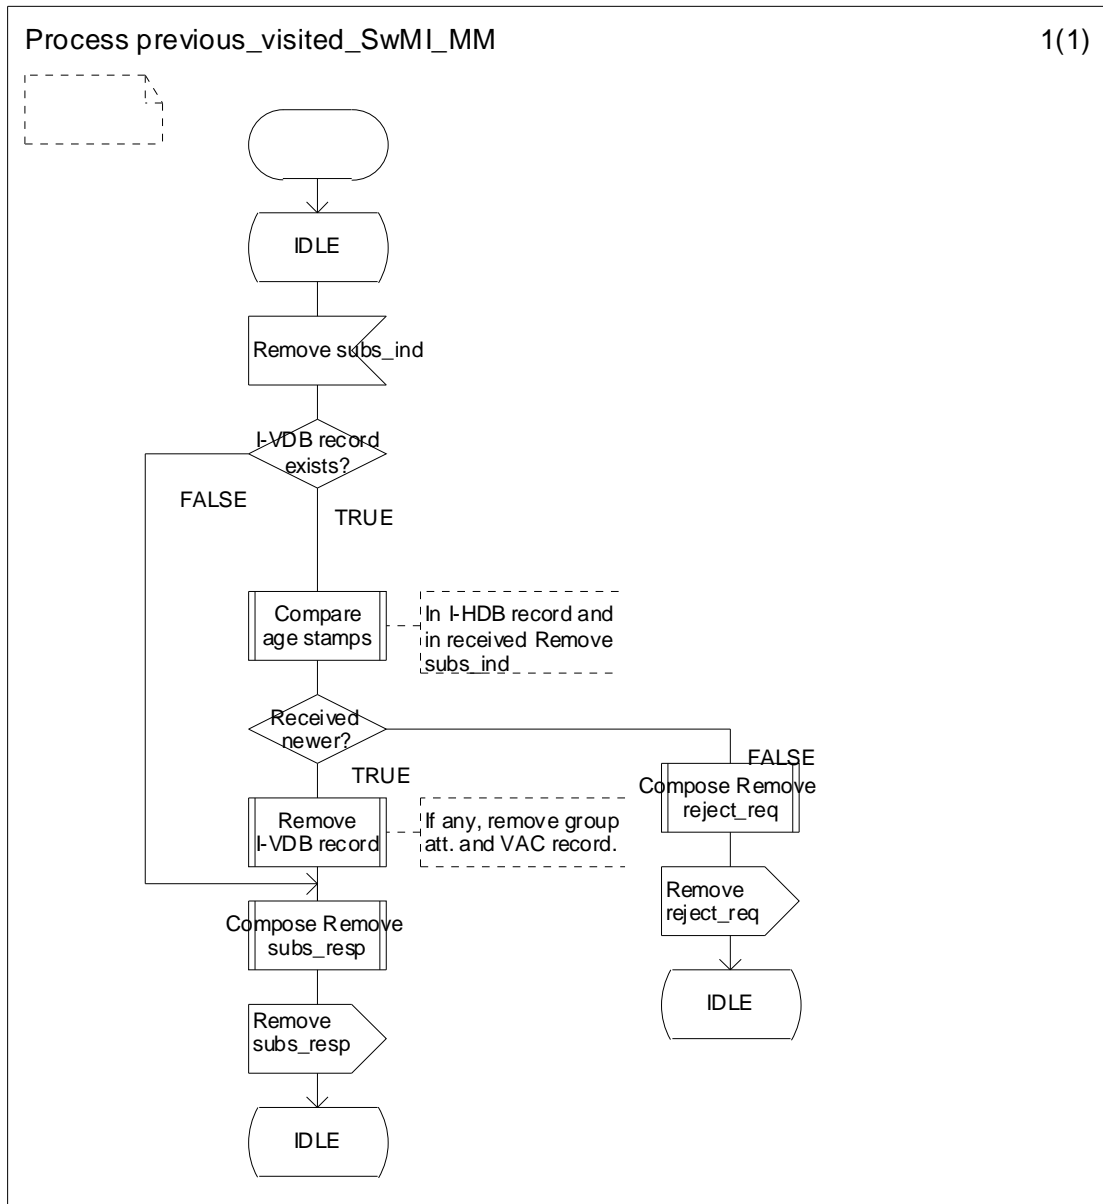 Process previous_visited_SwMI_MM
1(1)
IDLE
Remove subs_ind
I-VDB record
exists?
FALSE
TRUE
Compare
age stamps
In I-HDB record and
in received Remove
subs_ind
Received
newer?
FALSE
TRUE
Compose Remove
reject_req
Remove
I-VDB record
If any, remove group
att. and VAC record.
Remove
reject_req
Compose Remove
subs_resp
IDLE
Remove
subs_resp
IDLE